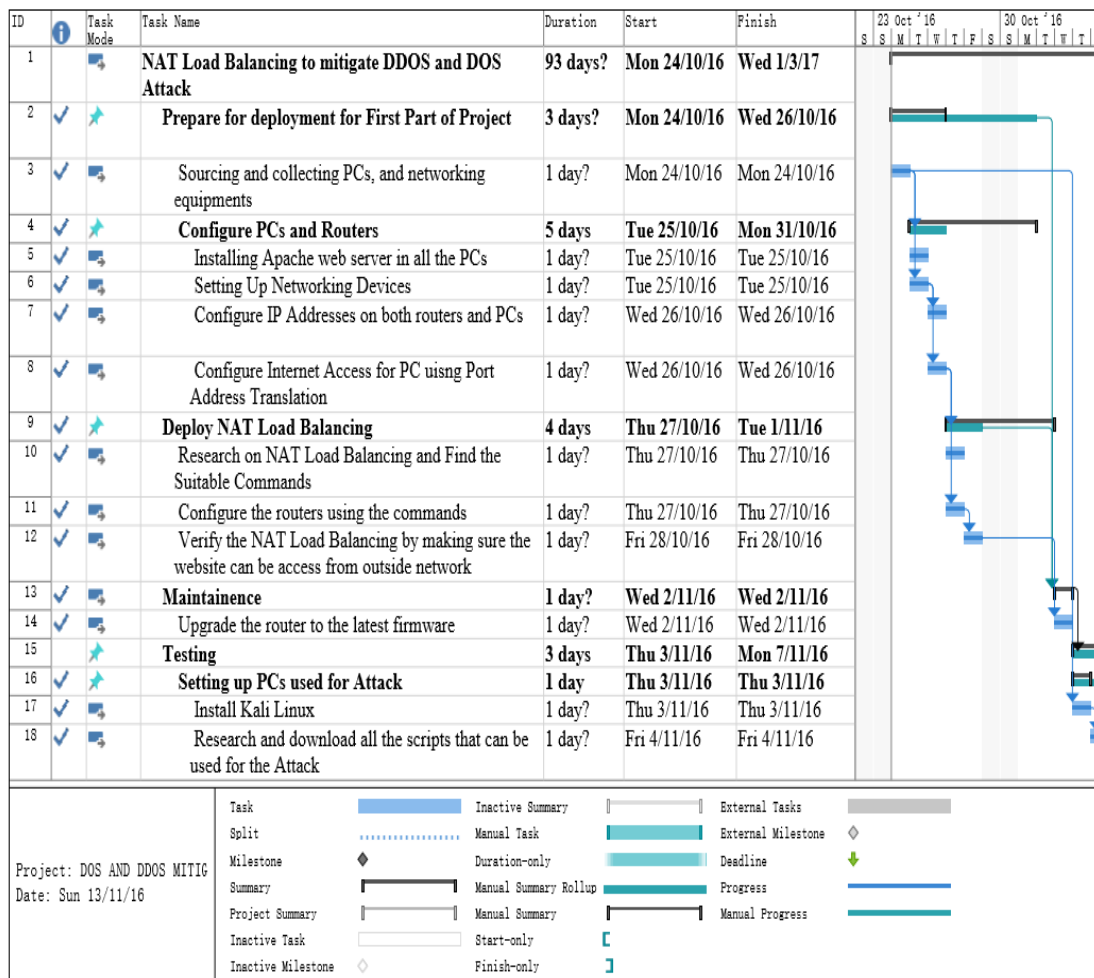 ID Task Mode Task Name Duration Start Finish 23 Oct '16 30 Oct '16
S S M T W T F S S M T W T
1 NAT Load Balancing to mitigate DDOS and DOS Attack 93 days? Mon 24/10/16 Wed 1/3/17
2 Prepare for deployment for First Part of Project 3 days? Mon 24/10/16 Wed 26/10/16
3 Sourcing and collecting PCs, and networking equipments 1 day? Mon 24/10/16 Mon 24/10/16
4 Configure PCs and Routers 5 days Tue 25/10/16 Mon 31/10/16
5 Installing Apache web server in all the PCs 1 day? Tue 25/10/16 Tue 25/10/16
6 Setting Up Networking Devices 1 day? Tue 25/10/16 Tue 25/10/16
7 Configure IP Addresses on both routers and PCs 1 day? Wed 26/10/16 Wed 26/10/16
8 Configure Internet Access for PC uisng Port Address Translation 1 day? Wed 26/10/16 Wed 26/10/16
9 Deploy NAT Load Balancing 4 days Thu 27/10/16 Tue 1/11/16
10 Research on NAT Load Balancing and Find the Suitable Commands 1 day? Thu 27/10/16 Thu 27/10/16
11 Configure the routers using the commands 1 day? Thu 27/10/16 Thu 27/10/16
12 Verify the NAT Load Balancing by making sure the website can be access from outside network 1 day? Fri 28/10/16 Fri 28/10/16
13 Maintainence 1 day? Wed 2/11/16 Wed 2/11/16
14 Upgrade the router to the latest firmware 1 day? Wed 2/11/16 Wed 2/11/16
15 Testing 3 days Thu 3/11/16 Mon 7/11/16
16 Setting up PCs used for Attack 1 day Thu 3/11/16 Thu 3/11/16
17 Install Kali Linux 1 day? Thu 3/11/16 Thu 3/11/16
18 Research and download all the scripts that can be used for the Attack 1 day? Fri 4/11/16 Fri 4/11/16
Project: DOS AND DDOS MITIG
Date: Sun 13/11/16
Task Inactive Summary External Tasks
Split Manual Task External Milestone
Milestone Duration-only Deadline
Summary Manual Summary Rollup Progress
Project Summary Manual Summary Manual Progress
Inactive Task Start-only
Inactive Milestone Finish-only